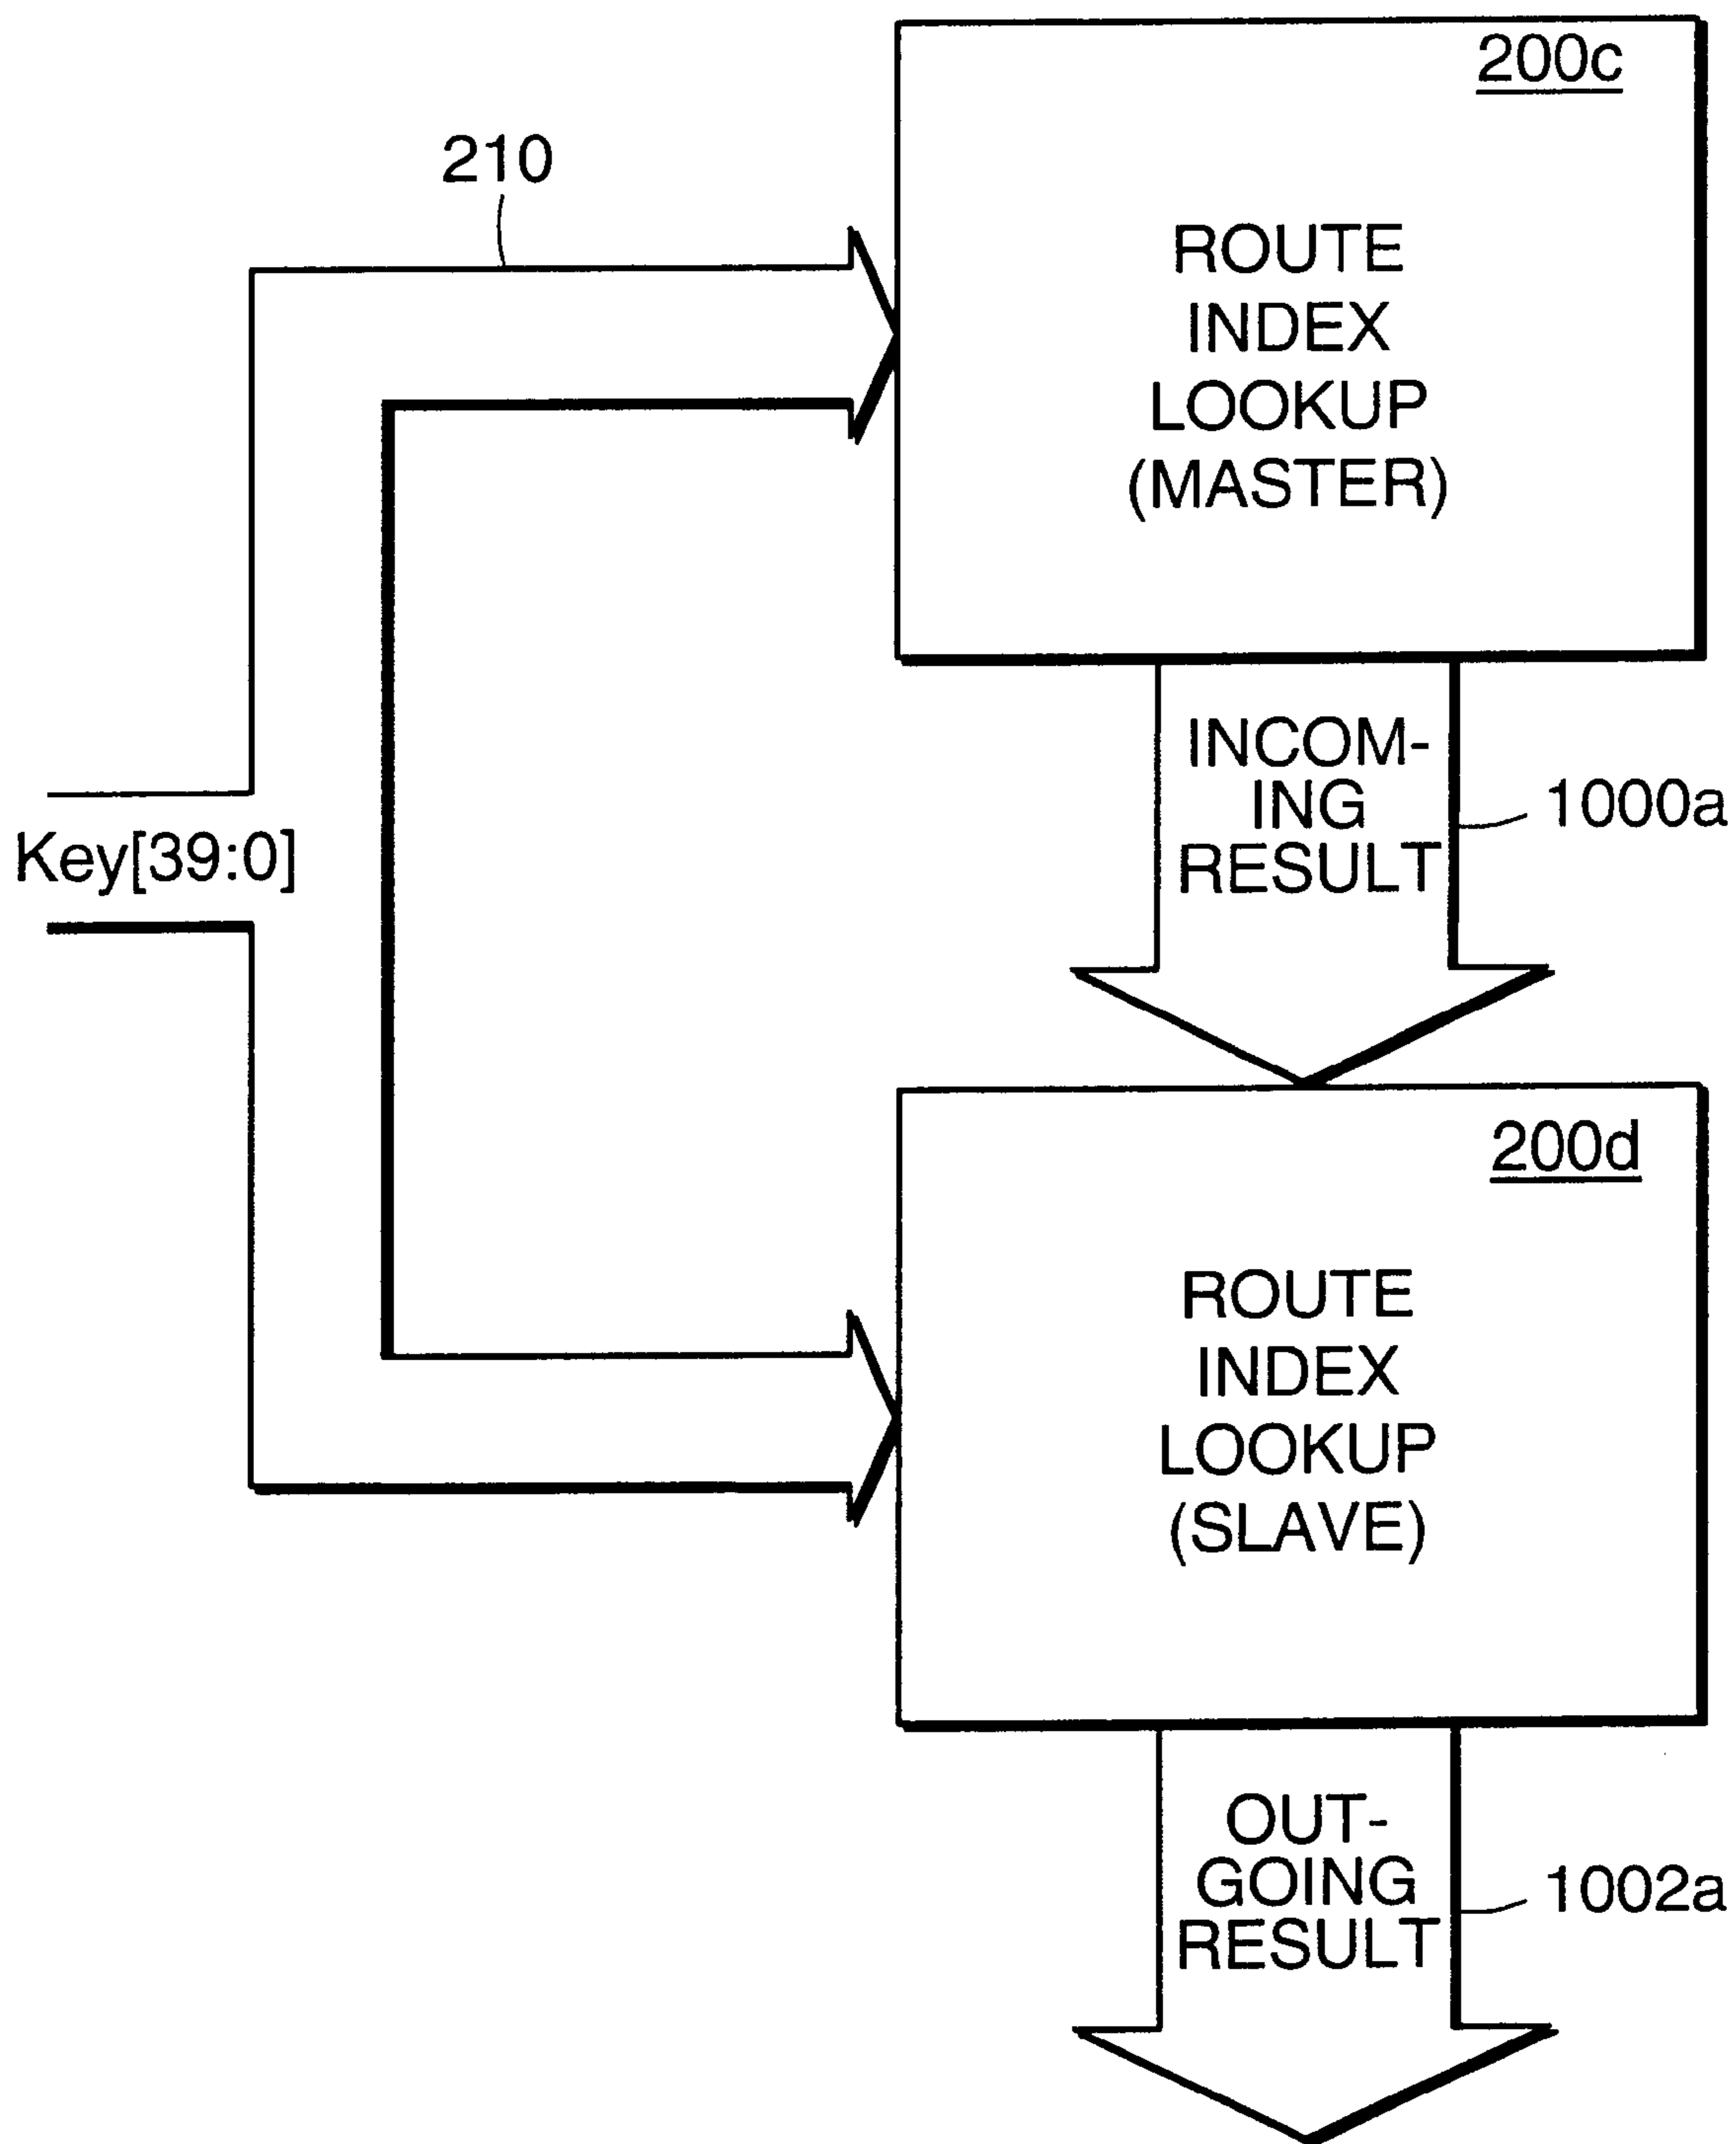 200c
210
ROUTE
INDEX
LOOKUP
(MASTER)
INCOM-
ING
RESULT
1000a
Key[39:0]
200d
ROUTE
INDEX
LOOKUP
(SLAVE)
OUT-
GOING
RESULT
1002a